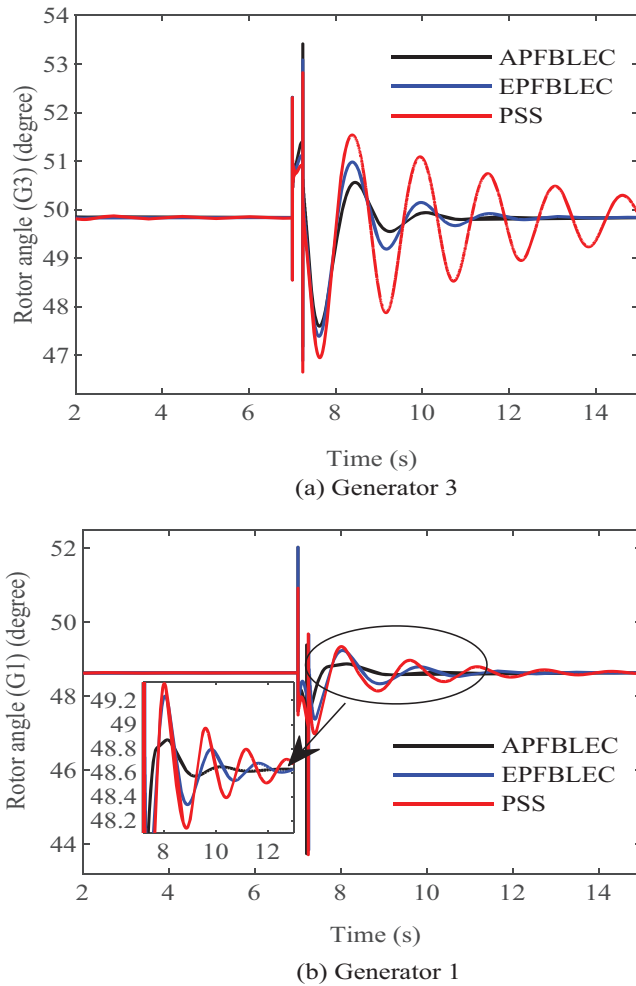 54
53
52
51
50
49
48
47
Rotor angle (G3) (degree)
APFBLEC
EPFBLEC
PSS
2 4 6 8 10 12 14
Time (s)
(a) Generator 3
52
50
48
46
44
Rotor angle (G1) (degree)
49.2
49
48.8
48.6
48.4
48.2
8 10 12
APFBLEC
EPFBLEC
PSS
2 4 6 8 10 12 14
Time (s)
(b) Generator 1